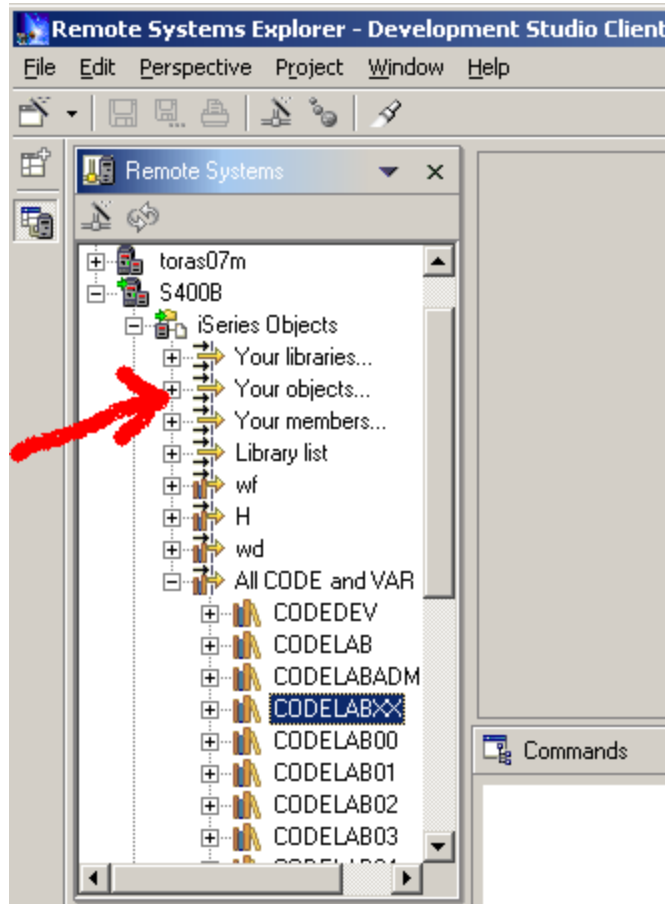 Remote Systems Explorer - Development Studio Client
File Edit Perspective Project Window Help
Remote Systems
toras07m
S400B
iSeries Objects
Your libraries...
Your objects...
Your members...
Library list
wf
H
wd
All CODE and VAR
CODEDEV
CODELAB
CODELABADM
CODELABXX
CODELAB00
CODELAB01
CODELAB02
CODELAB03
Commands